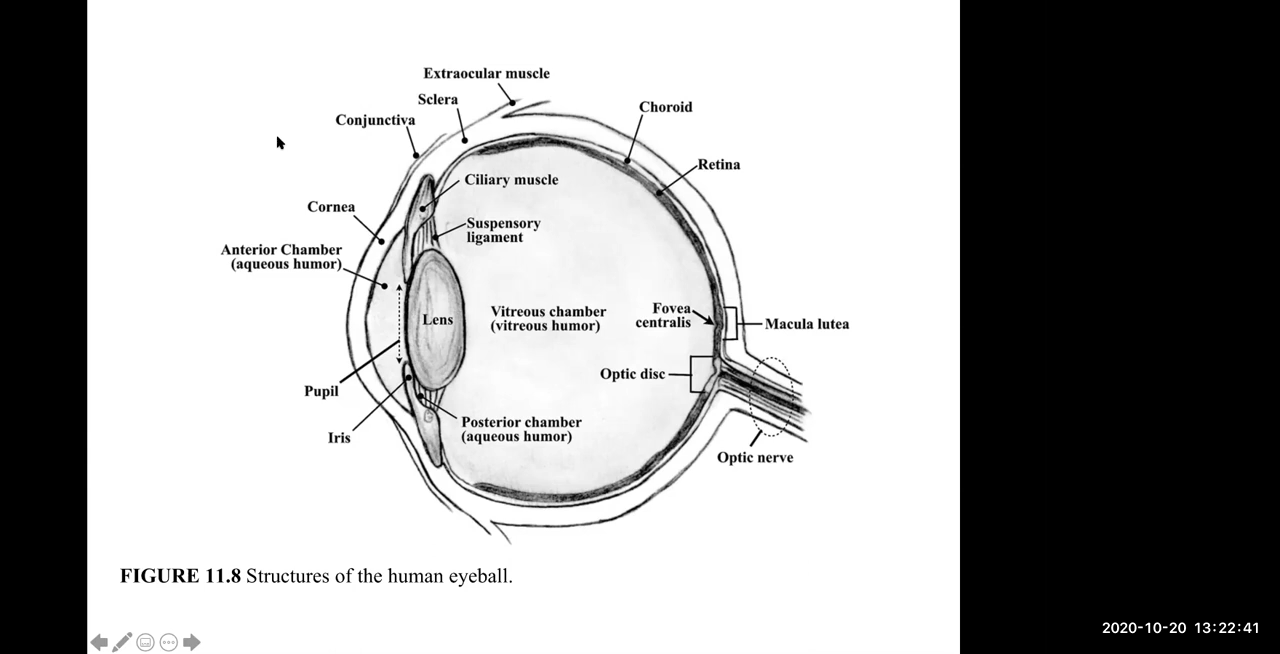 Extraocular muscle
Sclera
Choroid
Conjunctiva
Retina
Ciliary muscle
Cornea
Suspensory
ligament
Anterior Chamber
(aqueous humor)
Lens
Vitreous chamber
(vitreous humor)
Fovea
centralis
Macula lutea
Optic disc
Pupil
Posterior chamber
(aqueous humor)
Iris
Optic nerve
FIGURE 11.8 Structures of the human eyeball.
2020-10-20 13:22:41